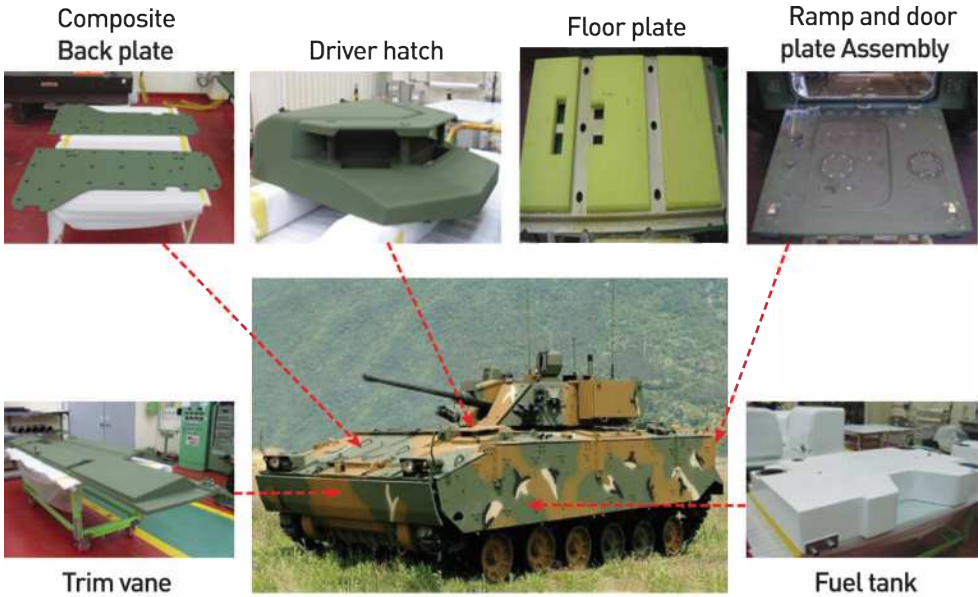 Composite
Back plate
Driver hatch
Floor plate
Ramp and door
plate Assembly
Trim vane
Fuel tank